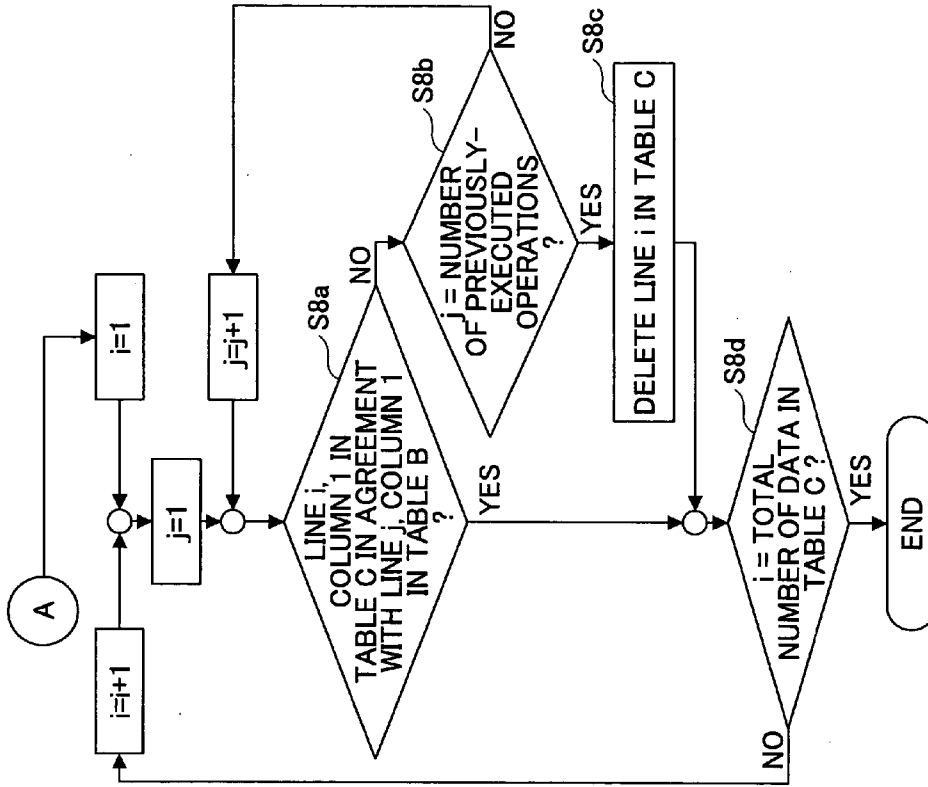 A
i=1
i=i+1
j=1
j=j+1
LINE i,
COLUMN 1 IN
TABLE C IN AGREEMENT
WITH LINE j, COLUMN 1
IN TABLE B
?
S8a
NO
YES
j = NUMBER
OF PREVIOUSLY-
EXECUTED
OPERATIONS
?
S8b
NO
YES
S8c
DELETE LINE i IN TABLE C
i = TOTAL
NUMBER OF DATA IN
TABLE C ?
S8d
NO
YES
END